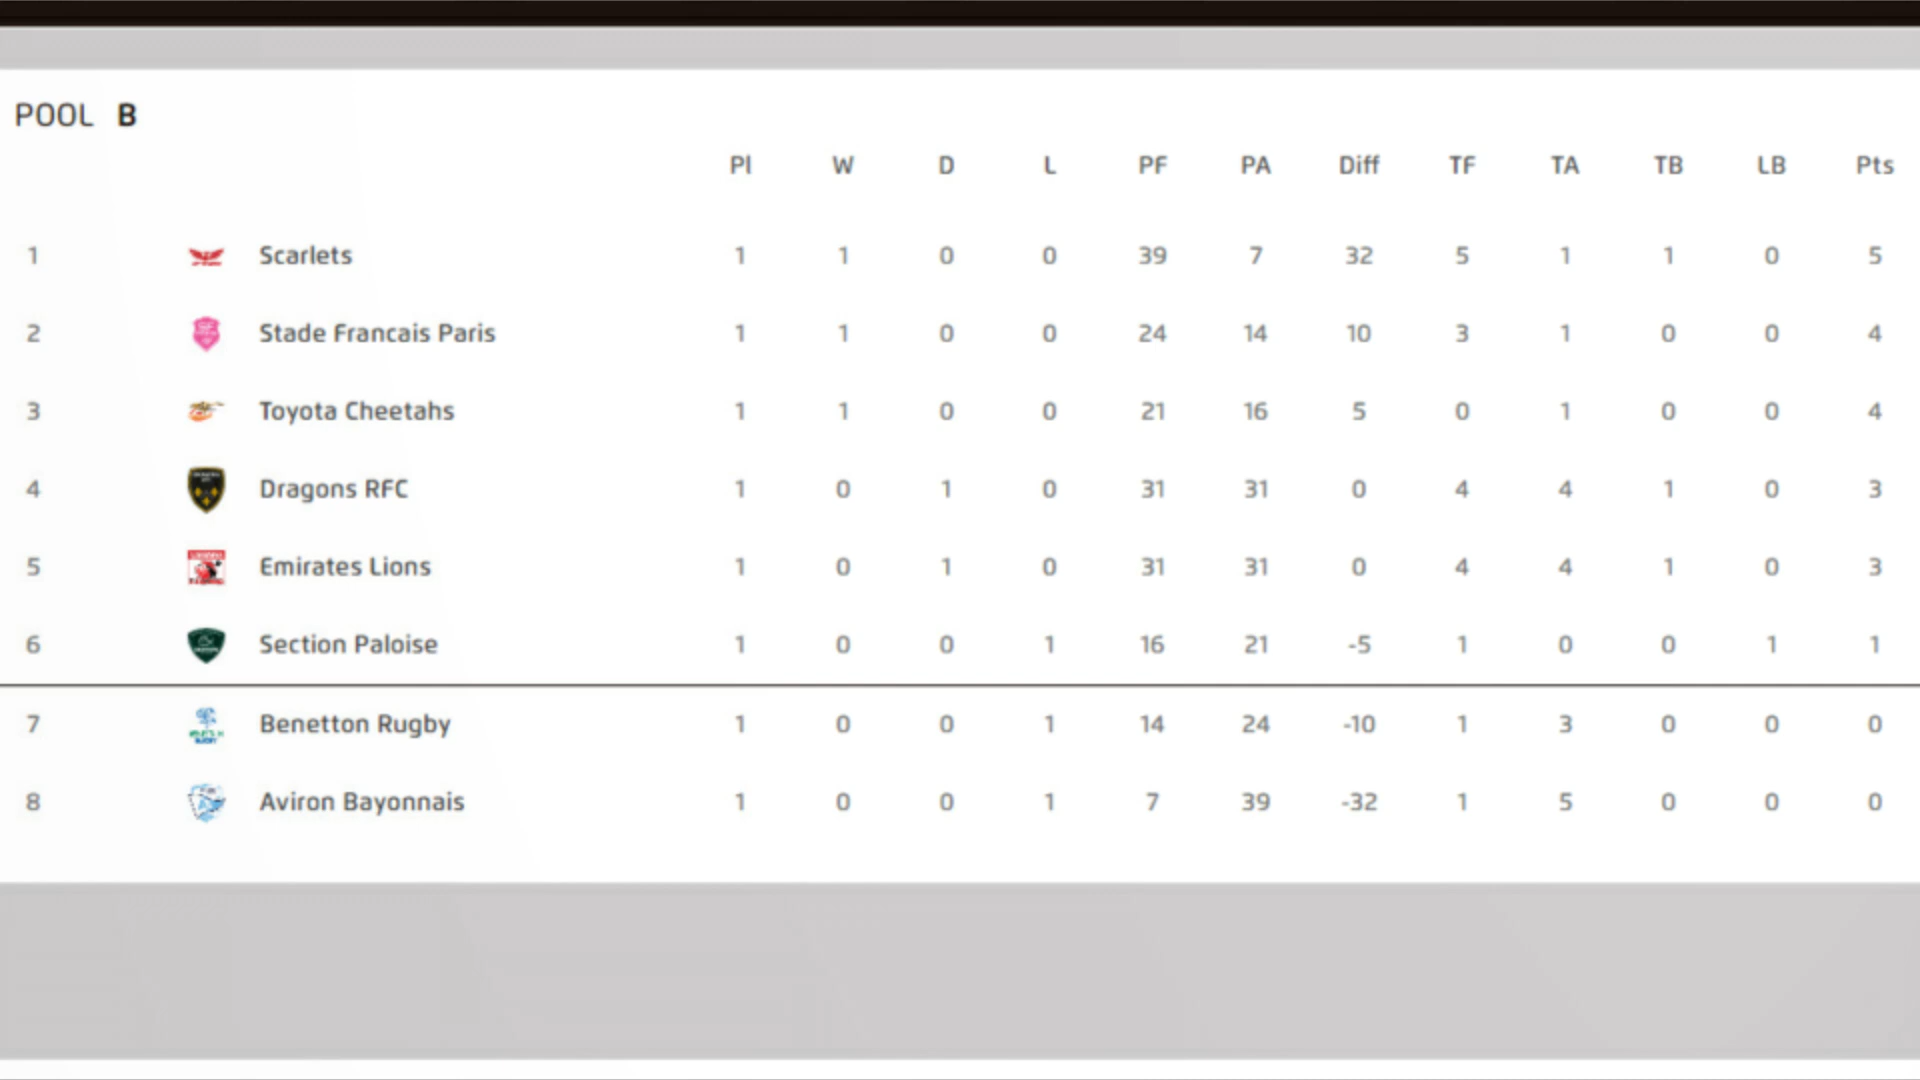 POOL B
Pl W D L PF PA Diff TF TA TB LB Pts
1 Scarlets 1 1 0 0 39 7 32 5 1 1 0 5
2 Stade Francais Paris 1 1 0 0 24 14 10 3 1 0 0 4
3 Toyota Cheetahs 1 1 0 0 21 16 5 0 1 0 0 4
4 Dragons RFC 1 0 1 0 31 31 0 4 4 1 0 3
5 Emirates Lions 1 0 1 0 31 31 0 4 4 1 0 3
6 Section Paloise 1 0 0 1 16 21 -5 1 0 0 1 1
7 Benetton Rugby 1 0 0 1 14 24 -10 1 3 0 0 0
8 Aviron Bayonnais 1 0 0 1 7 39 -32 1 5 0 0 0